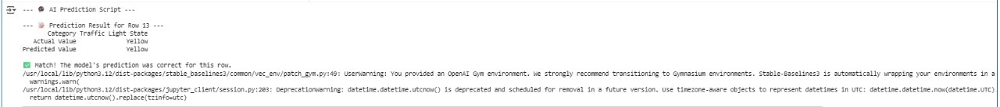 --- 🔮 AI Prediction Script ---
--- 📝 Prediction Result for Row 13 ---
Category Traffic Light State
Actual Value Yellow
Predicted Value Yellow
✅ Match! The model's prediction was correct for this row.
/usr/local/lib/python3.12/dist-packages/stable_baselines3/common/vec_env/patch_gym.py:49: UserWarning: You provided an OpenAI Gym environment. We strongly recommend transitioning to Gymnasium environments. Stable-Baselines3 is automatically wrapping your environments in a
warnings.warn(
/usr/local/lib/python3.12/dist-packages/jupyter_client/session.py:203: DeprecationWarning: datetime.datetime.utcnow() is deprecated and scheduled for removal in a future version. Use timezone-aware objects to represent datetimes in UTC: datetime.datetime.now(datetime.UTC)
return datetime.utcnow().replace(tzinfo=utc)